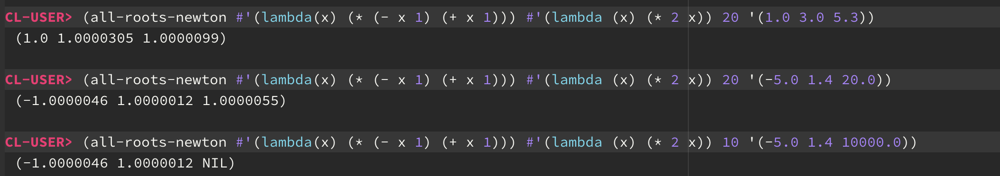 CL-USER> (all-roots-newton #'(lambda(x) (* (- x 1) (+ x 1))) #'(lambda (x) (* 2 x)) 20 '(1.0 3.0 5.3))
(1.0 1.0000305 1.0000099)
CL-USER> (all-roots-newton #'(lambda(x) (* (- x 1) (+ x 1))) #'(lambda (x) (* 2 x)) 20 '(-5.0 1.4 20.0))
(-1.0000046 1.0000012 1.0000055)
CL-USER> (all-roots-newton #'(lambda(x) (* (- x 1) (+ x 1))) #'(lambda (x) (* 2 x)) 10 '(-5.0 1.4 10000.0))
(-1.0000046 1.0000012 NIL)